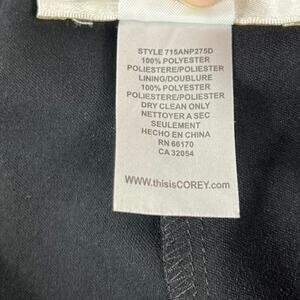 STYLE 715ANP275D
100% POLYESTER
POLIESTERE/POLIESTER
LINING/DOUBLURE
100% POLYESTER
POLIESTERE/POLIESTER
DRY CLEAN ONLY
NETTOYER A SEC
SEULEMENT
HECHO EN CHINA
RN 66170
CA 32054
WWW.thisisCOREY.com